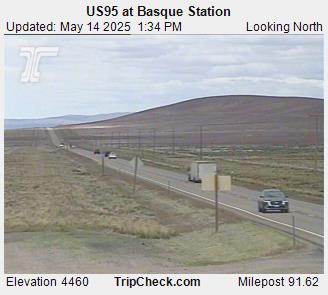 US95 at Basque Station
Updated: May 14 2025 1:34 PM Looking North
Elevation 4460 TripCheck.com Milepost 91.62